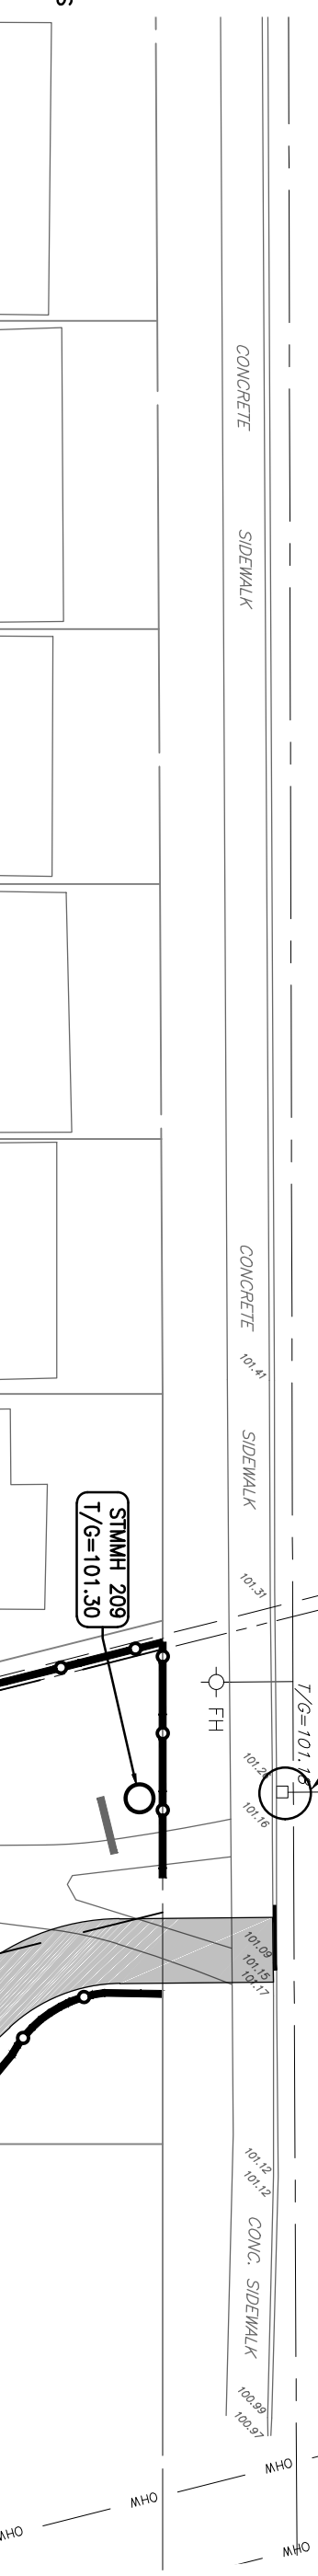 CONCRETE
SIDEWALK
CONCRETE
101.41
SIDEWALK
STMMH 209
T/G=101.30
101.31
FH
101.16
101.09
101.15
101.17
101.12
101.12
CONC. SIDEWALK
100.99
100.97
OHW
OHW
OHW
OHW